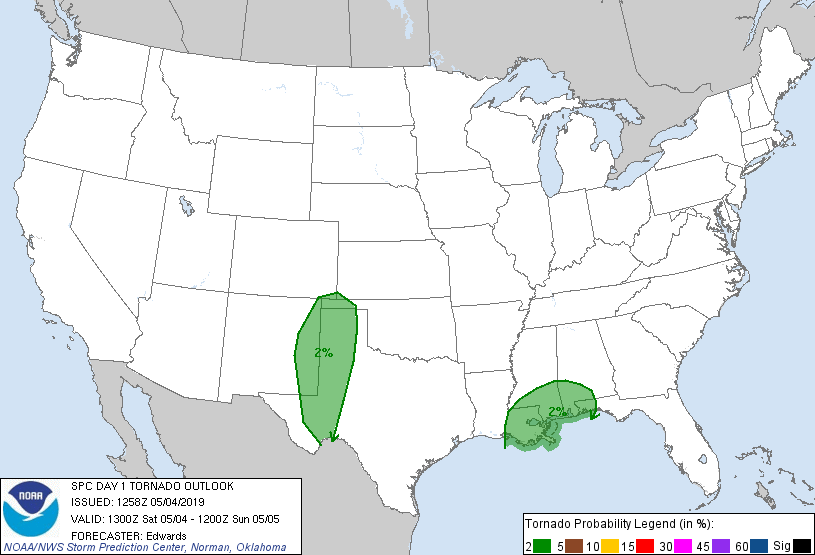 2%
2%
NOAA
SPC DAY 1 TORNADO OUTLOOK
ISSUED: 1258Z 05/04/2019
VALID: 1300Z Sat 05/04 - 1200Z Sun 05/05
FORECASTER: Edwards
NOAA/NWS Storm Prediction Center, Norman, Oklahoma
Tornado Probability Legend (in %):
2 5 10 15 30 45 60 Sig